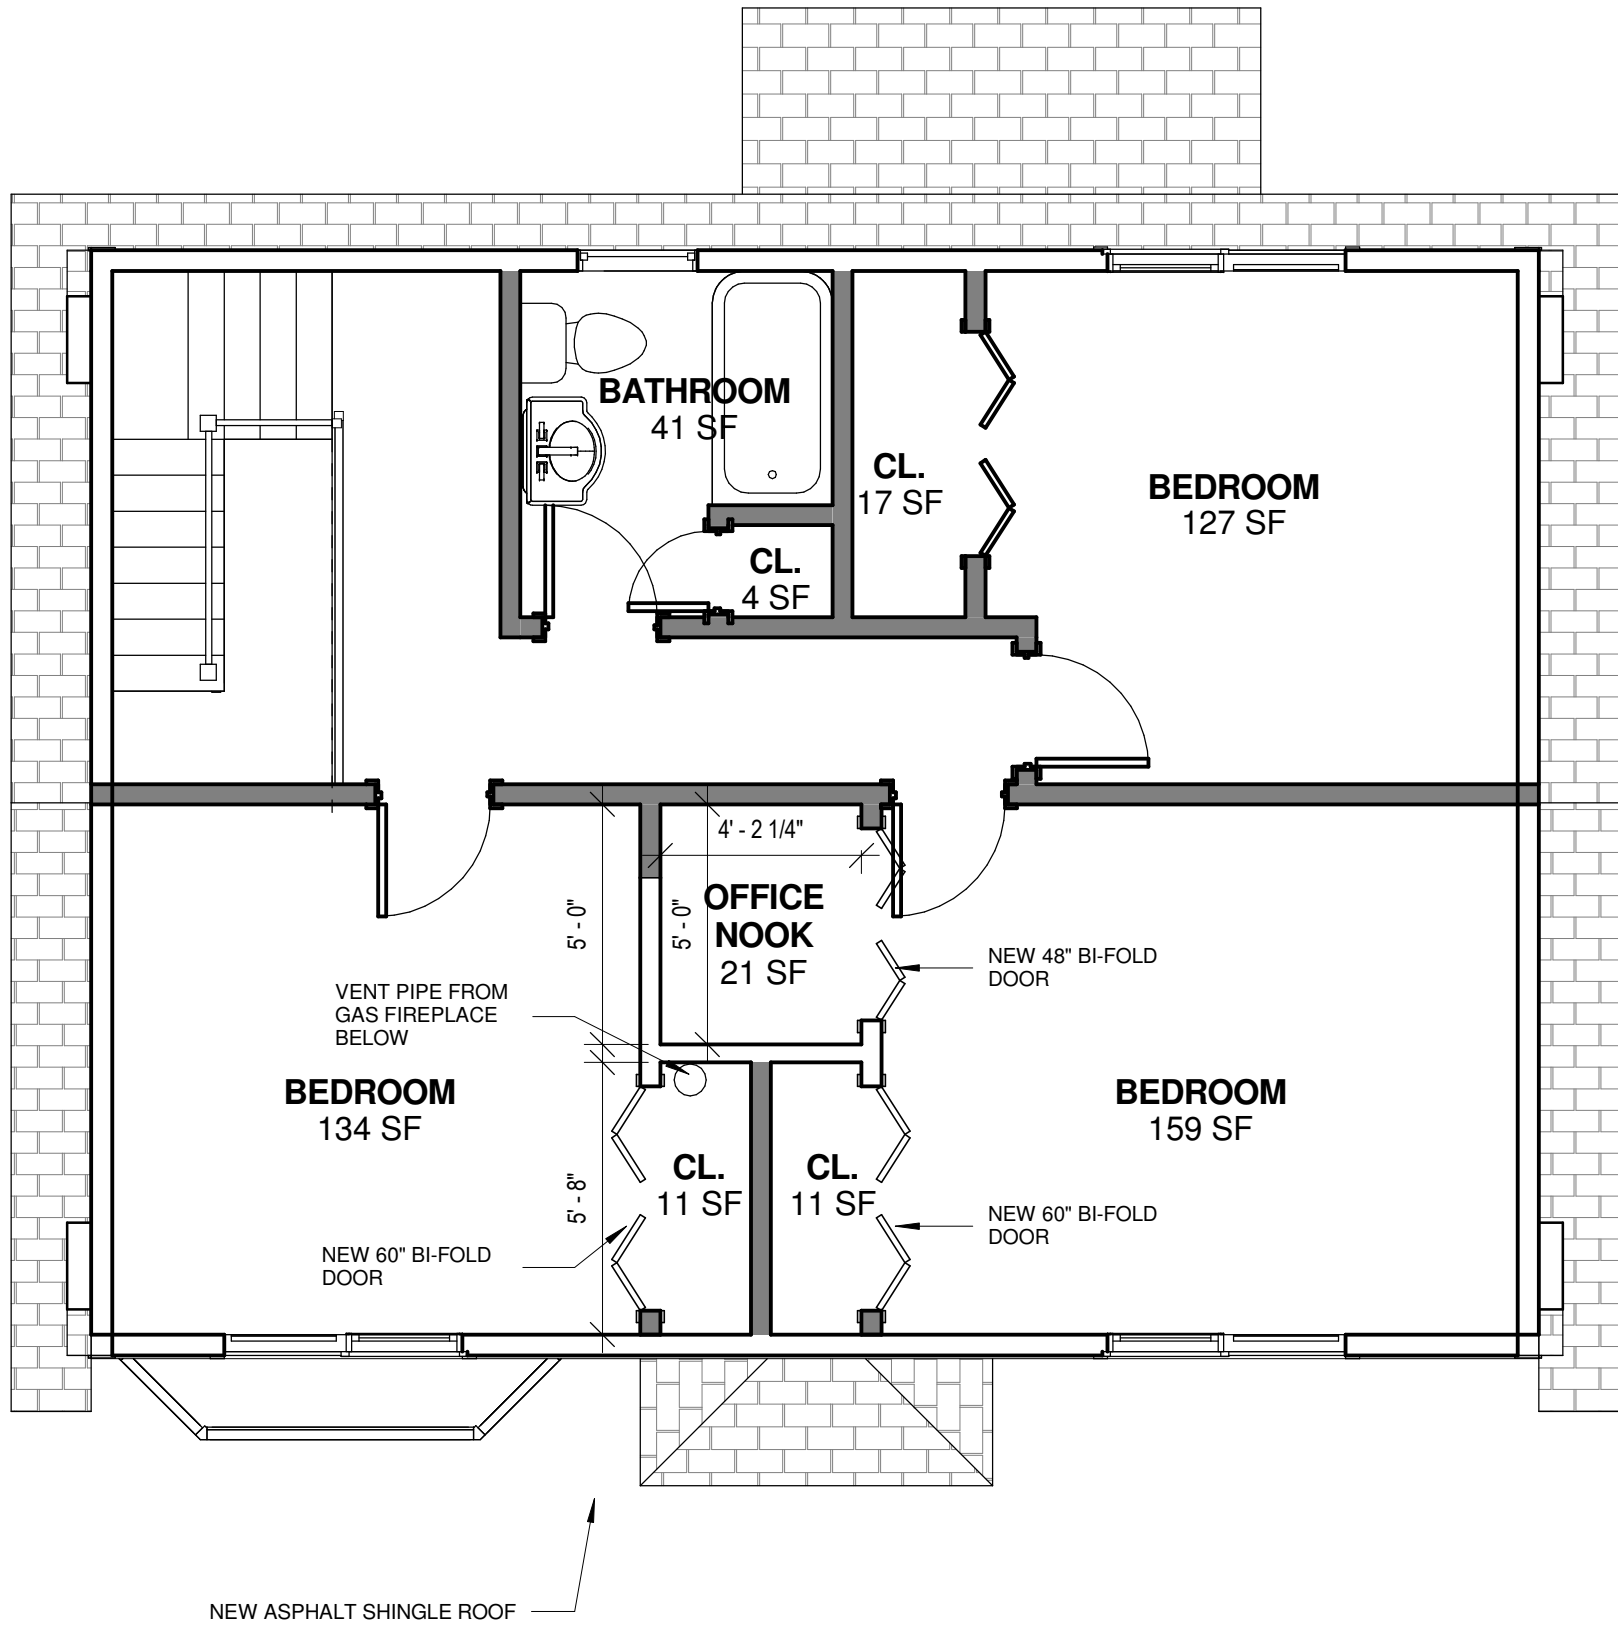 BATHROOM
41 SF
CL.
17 SF
BEDROOM
127 SF
CL.
4 SF
4' - 2 1/4"
OFFICE
NOOK
21 SF
5' - 0"
5' - 0"
NEW 48" BI-FOLD
DOOR
VENT PIPE FROM
GAS FIREPLACE
BELOW
BEDROOM
134 SF
BEDROOM
159 SF
CL.
11 SF
CL.
11 SF
5' - 8"
NEW 60" BI-FOLD
DOOR
NEW 60" BI-FOLD
DOOR
NEW ASPHALT SHINGLE ROOF